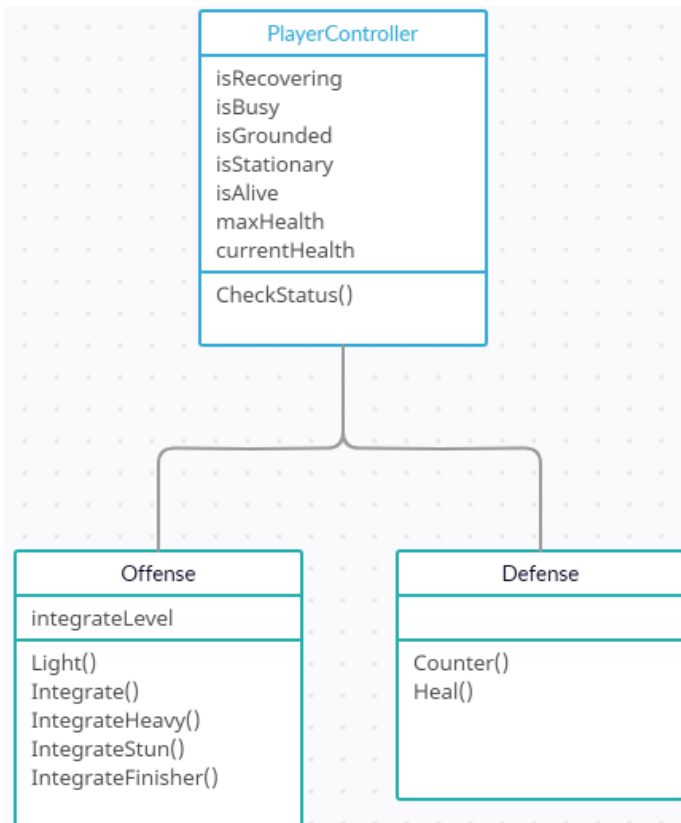 PlayerController
isRecovering
isBusy
isGrounded
isStationary
isAlive
maxHealth
currentHealth
CheckStatus()
Offense
integrateLevel
Light()
Integrate()
IntegrateHeavy()
IntegrateStun()
IntegrateFinisher()
Defense
Counter()
Heal()